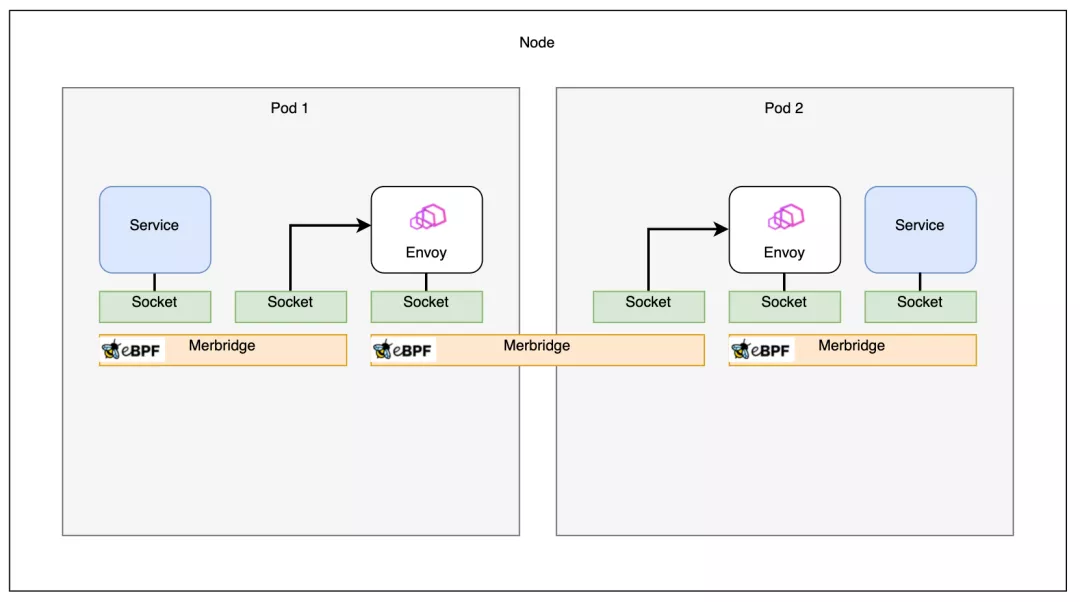 Node
Pod 1
Pod 2
Service
Envoy
Envoy
Service
Socket
Socket
Socket
Socket
Socket
Socket
eBPF Merbridge
eBPF Merbridge
eBPF Merbridge